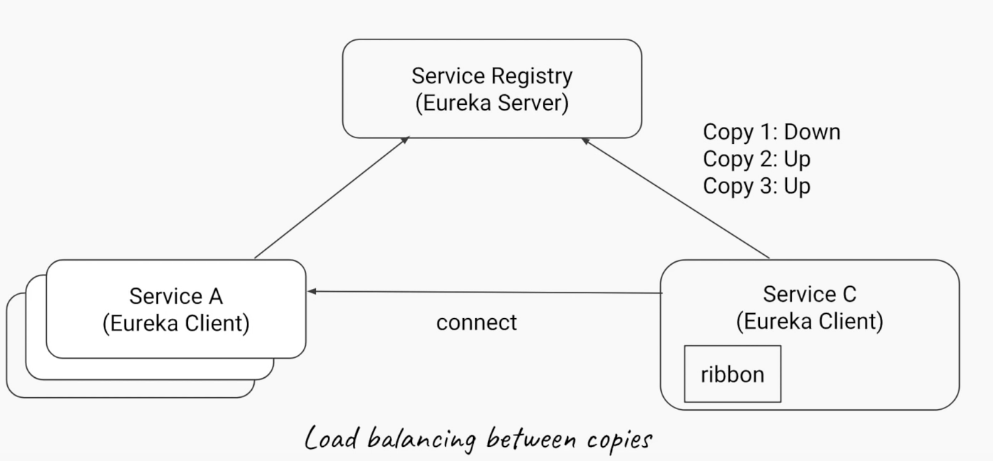 Service Registry
(Eureka Server)
Copy 1: Down
Copy 2: Up
Copy 3: Up
Service A
(Eureka Client)
connect
Service C
(Eureka Client)
ribbon
Load balancing between copies